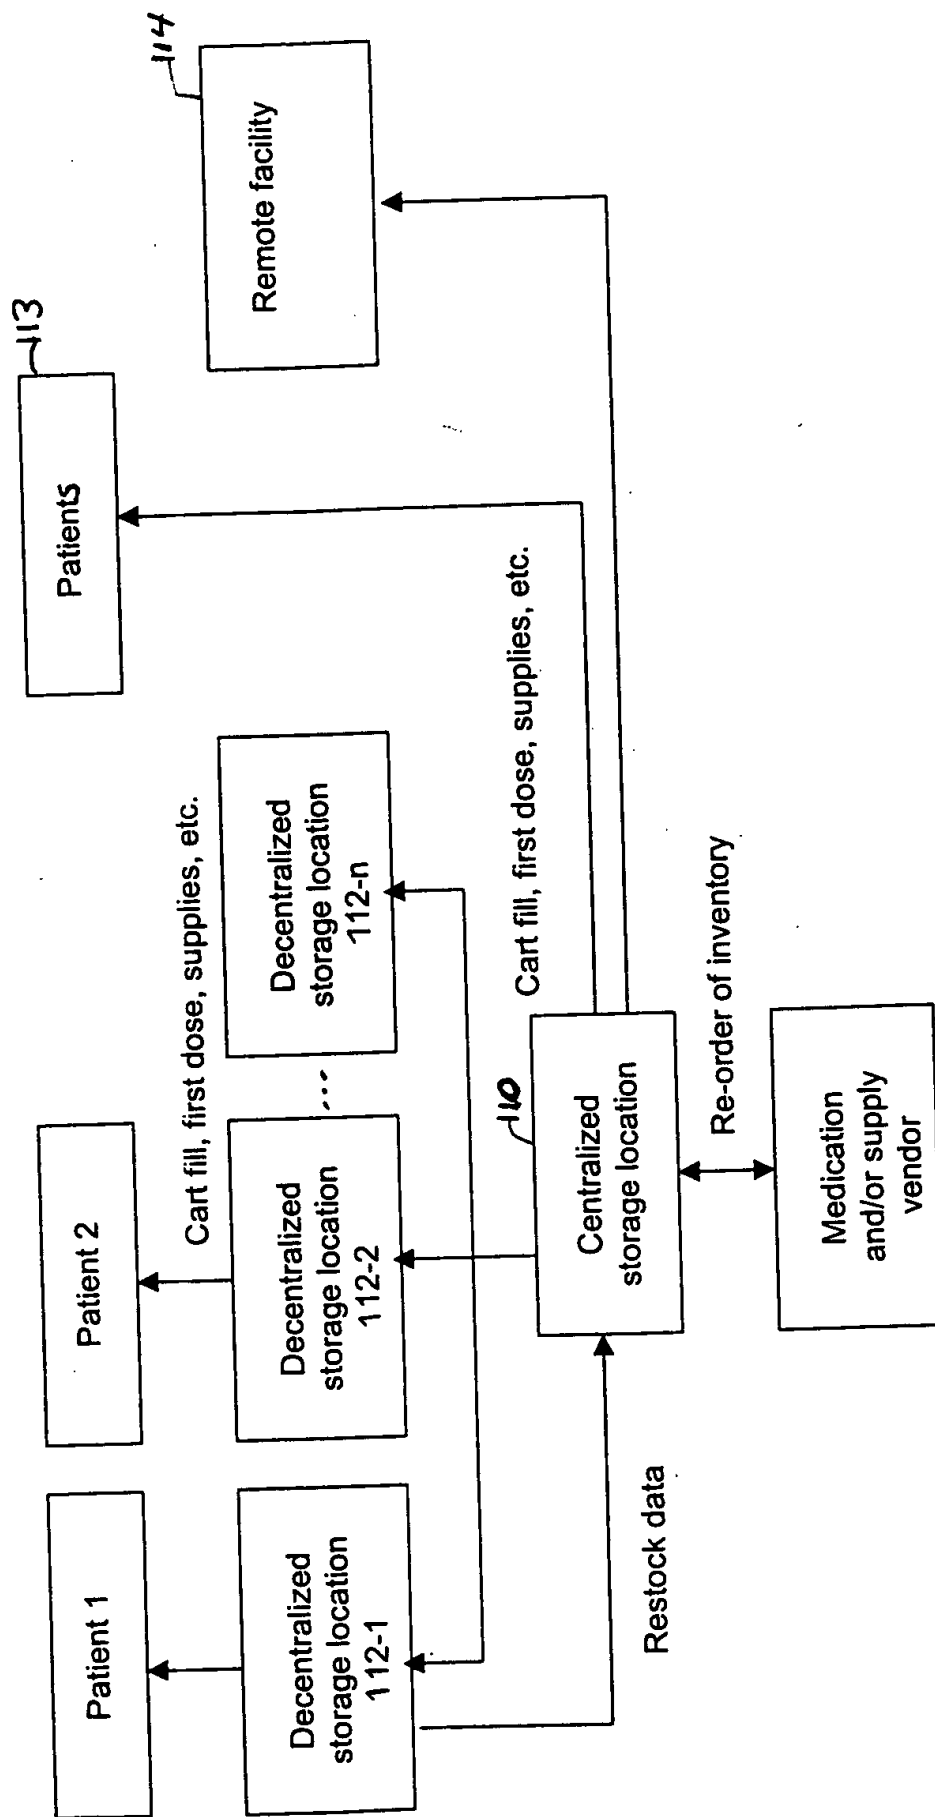 Patient 1
Patient 2
Patients
113
Cart fill, first dose, supplies, etc.
Decentralized
storage location
112-1
Decentralized
storage location
112-2
...
Decentralized
storage location
112-n
Remote facility
114
Cart fill, first dose, supplies, etc.
110
Centralized
storage location
Restock data
Re-order of inventory
Medication
and/or supply
vendor